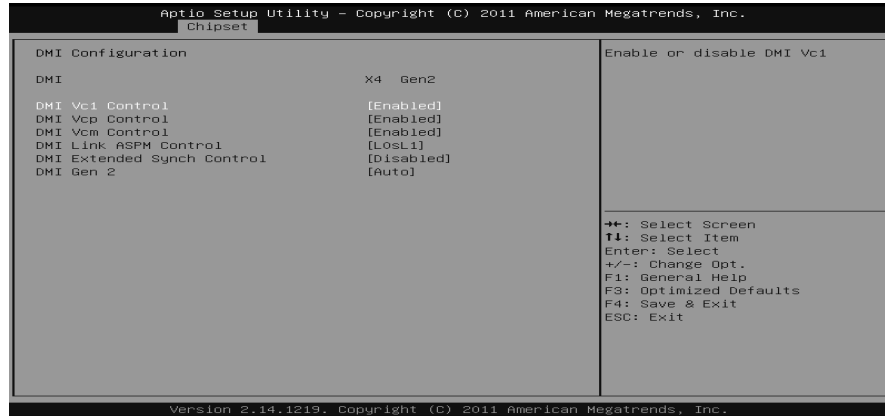 Aptio Setup Utility – Copyright (C) 2011 American Megatrends, Inc.
Chipset
DMI Configuration
DMI X4 Gen2
DMI Vc1 Control [Enabled]
DMI Vcp Control [Enabled]
DMI Vcm Control [Enabled]
DMI Link ASPM Control [L0sL1]
DMI Extended Synch Control [Disabled]
DMI Gen 2 [Auto]
Enable or disable DMI Vc1
→←: Select Screen
↑↓: Select Item
Enter: Select
+/-: Change Opt.
F1: General Help
F3: Optimized Defaults
F4: Save & Exit
ESC: Exit
Version 2.14.1219. Copyright (C) 2011 American Megatrends, Inc.